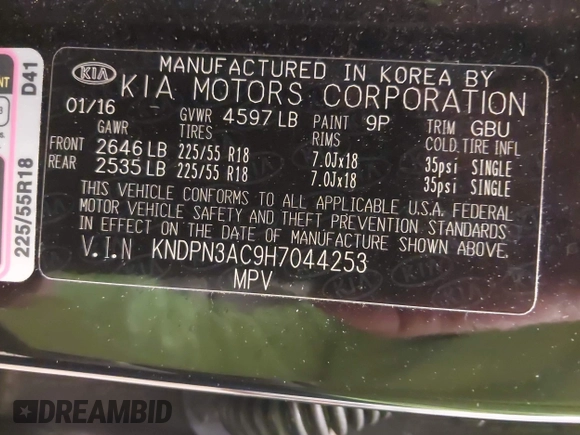 KIA
MANUFACTURED IN KOREA BY
KIA MOTORS CORPORATION
01/16 GVWR 4597 LB PAINT 9P TRIM GBU
GAWR TIRES RIMS COLD TIRE INFL
FRONT 2646 LB 225/55 R18 7.0Jx18 35psi SINGLE
REAR 2535 LB 225/55 R18 7.0Jx18 35psi SINGLE
THIS VEHICLE CONFORMS TO ALL APPLICABLE U.S.A. FEDERAL
MOTOR VEHICLE SAFETY AND THEFT PREVENTION STANDARDS
IN EFFECT ON THE DATE OF MANUFACTURE SHOWN ABOVE.
V.I.N KNDPN3AC9H7044253
MPV
D41
225/55R18
DREAMBID